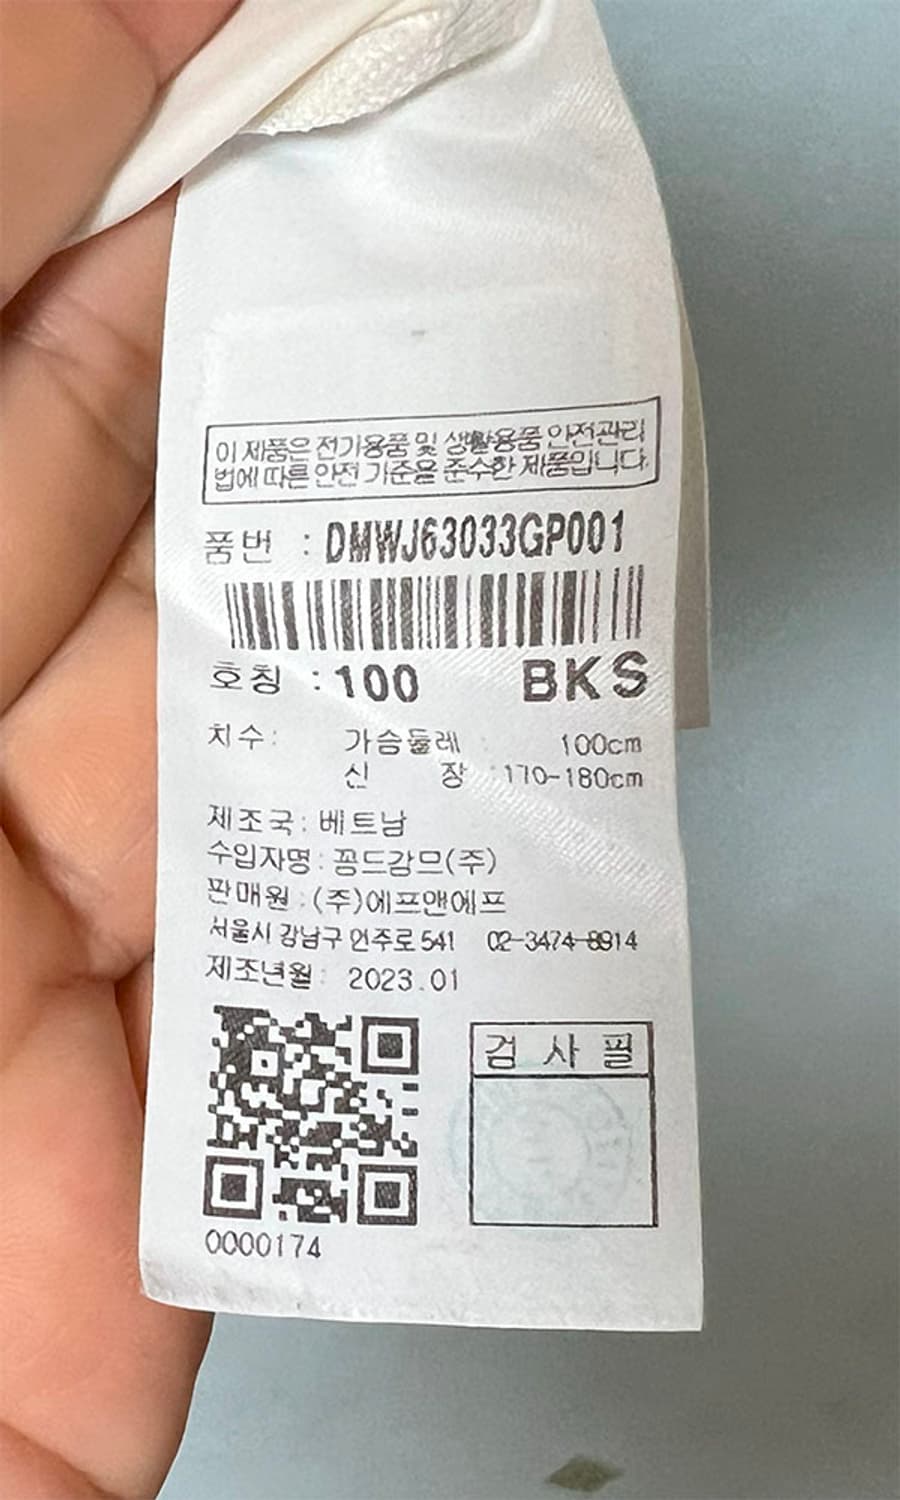 이 제품은 전기용품 및 생활용품 안전관리
법에 따른 안전 기준을 준수한 제품입니다.
품번 : DMWJ63033GP001
호칭 : 100 BKS
치수: 가슴둘레 : 100cm
신 장 : 170-180cm
제조국: 베트남
수입자명: 꽁드감므(주)
판매원 : (주)에프앤에프
서울시 강남구 언주로 541 02-3474-8914
제조년월: 2023.01
검 사 필
0000174